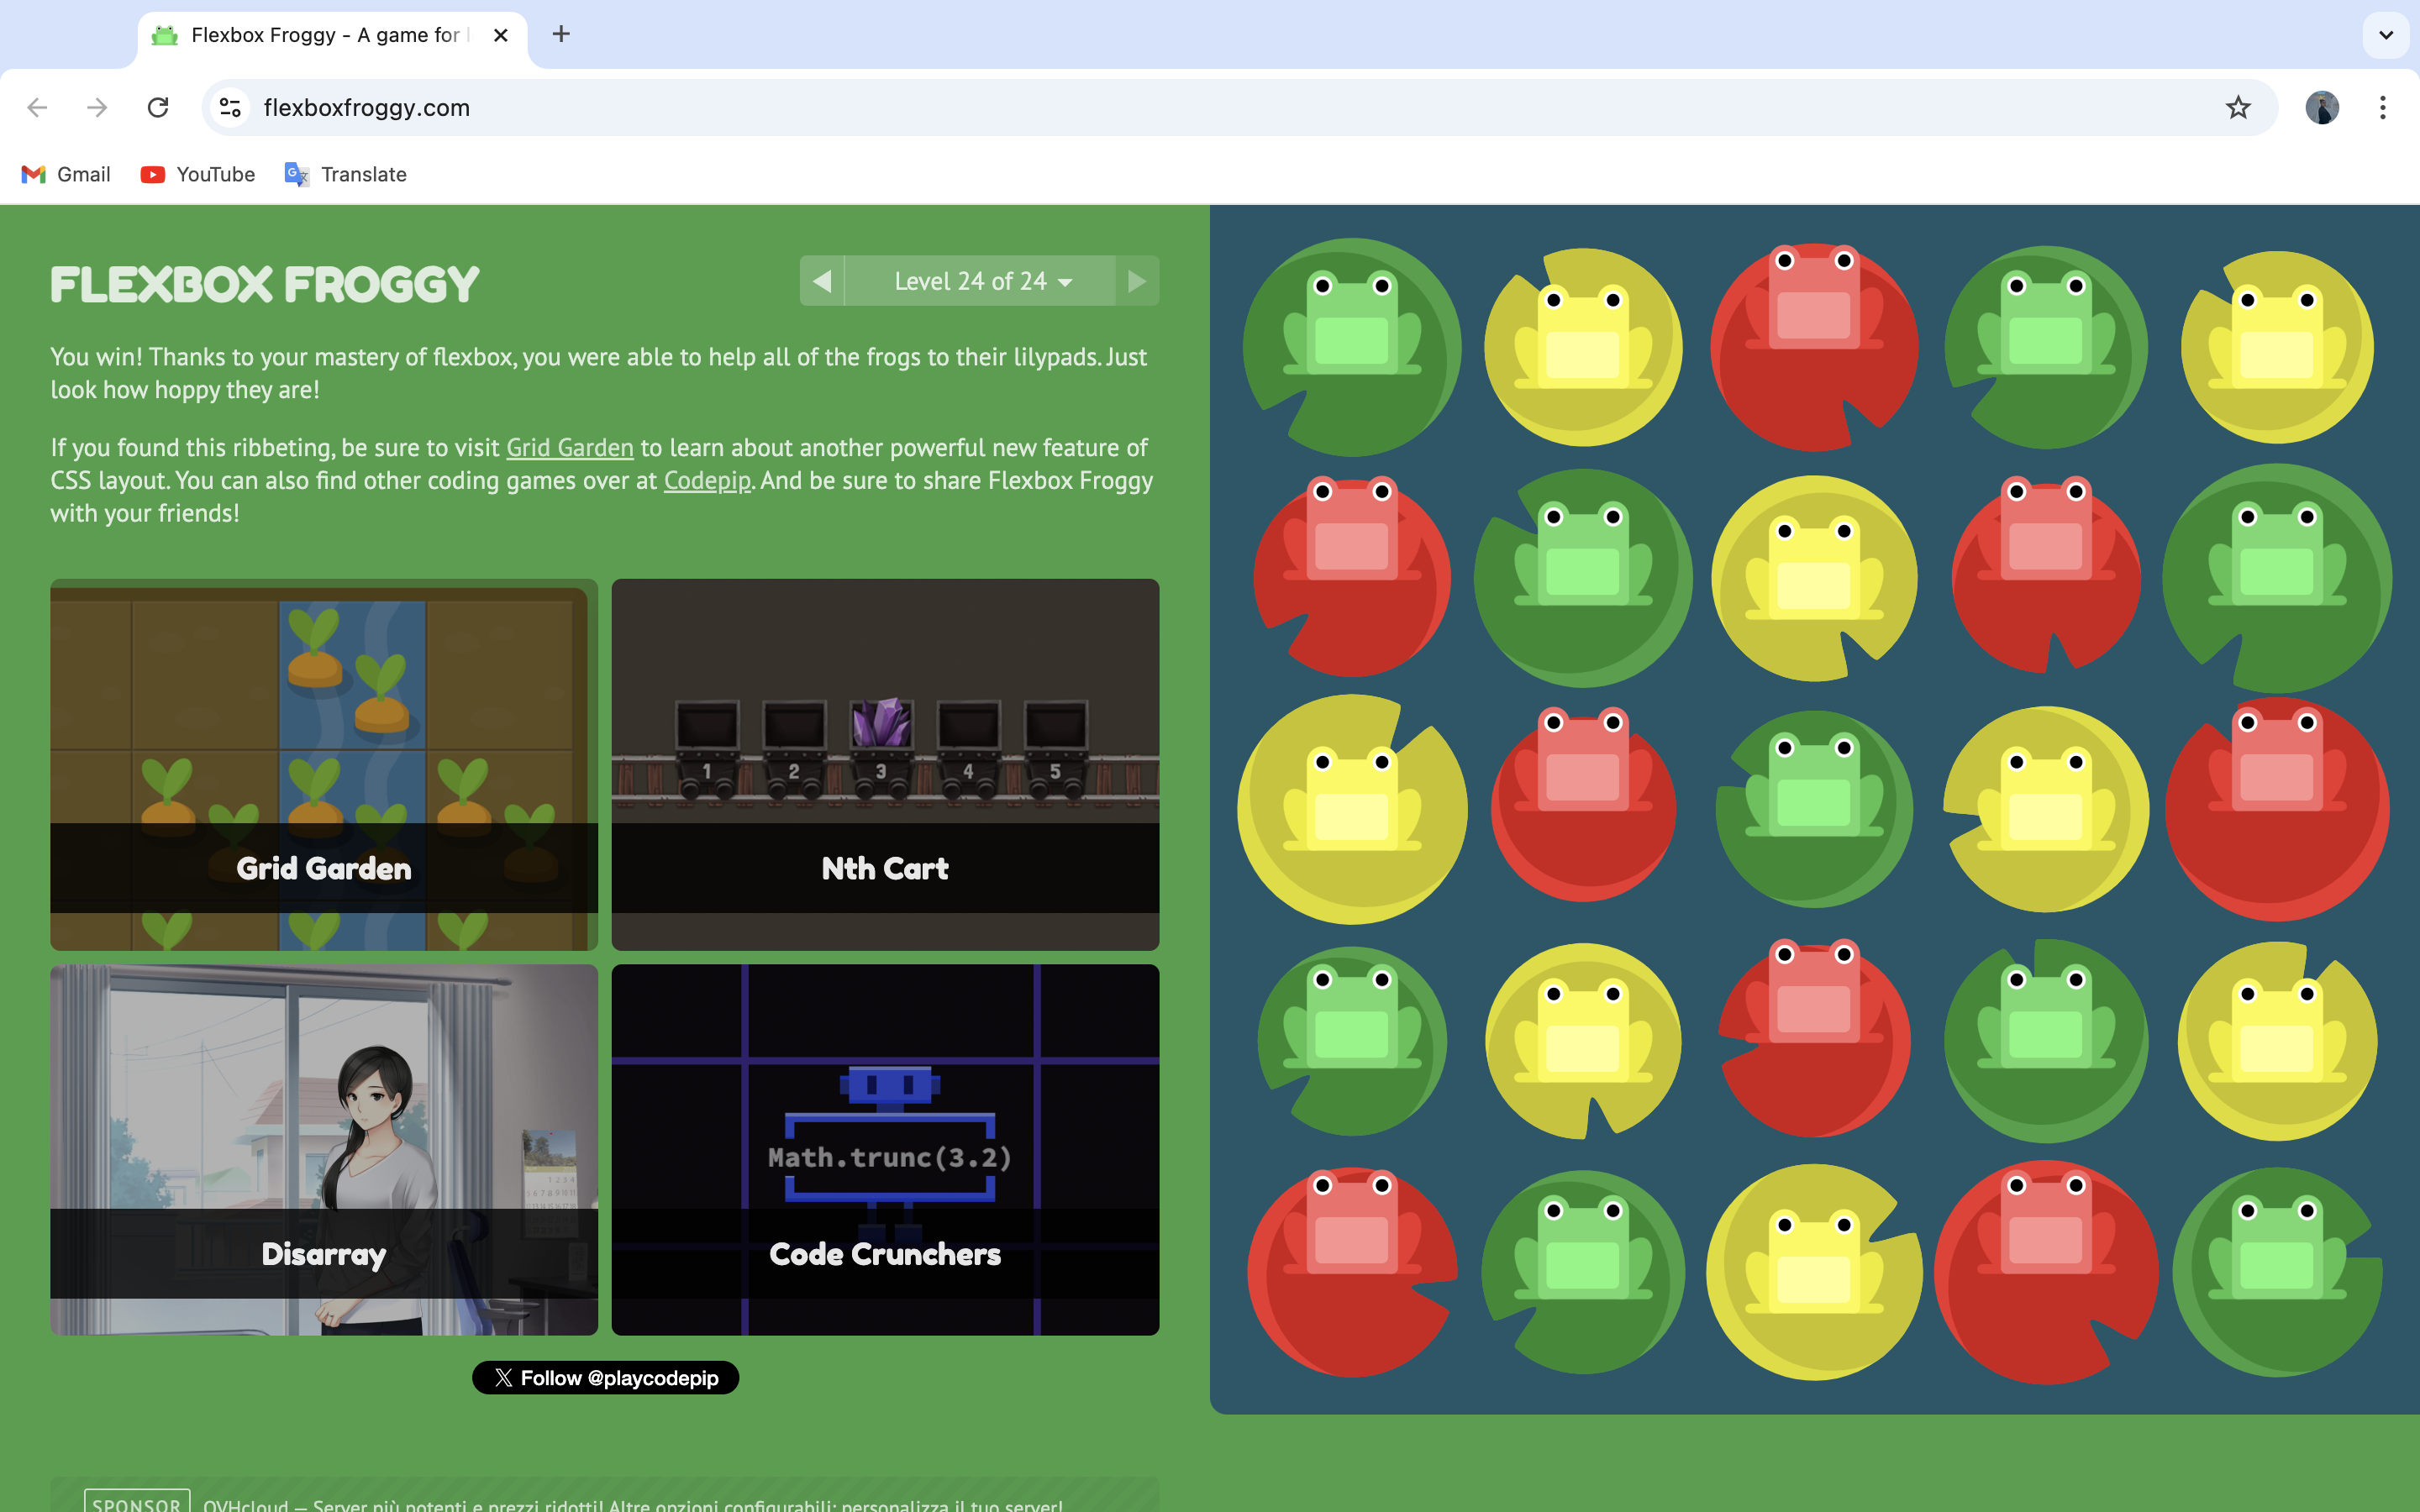 Flexbox Froggy - A game for
flexboxfroggy.com
Gmail
YouTube
Translate
FLEXBOX FROGGY
Level 24 of 24
You win! Thanks to your mastery of flexbox, you were able to help all of the frogs to their lilypads. Just
look how hoppy they are!
If you found this ribbeting, be sure to visit Grid Garden to learn about another powerful new feature of
CSS layout. You can also find other coding games over at Codepip. And be sure to share Flexbox Froggy
with your friends!
1 2 3 4 5
Grid Garden
Nth Cart
Math.trunc(3.2)
Disarray
Code Crunchers
X Follow @playcodepip
SPONSOR OVHcloud — Server più potenti e prezzi ridotti! Altre opzioni configurabili: personalizza il tuo server!